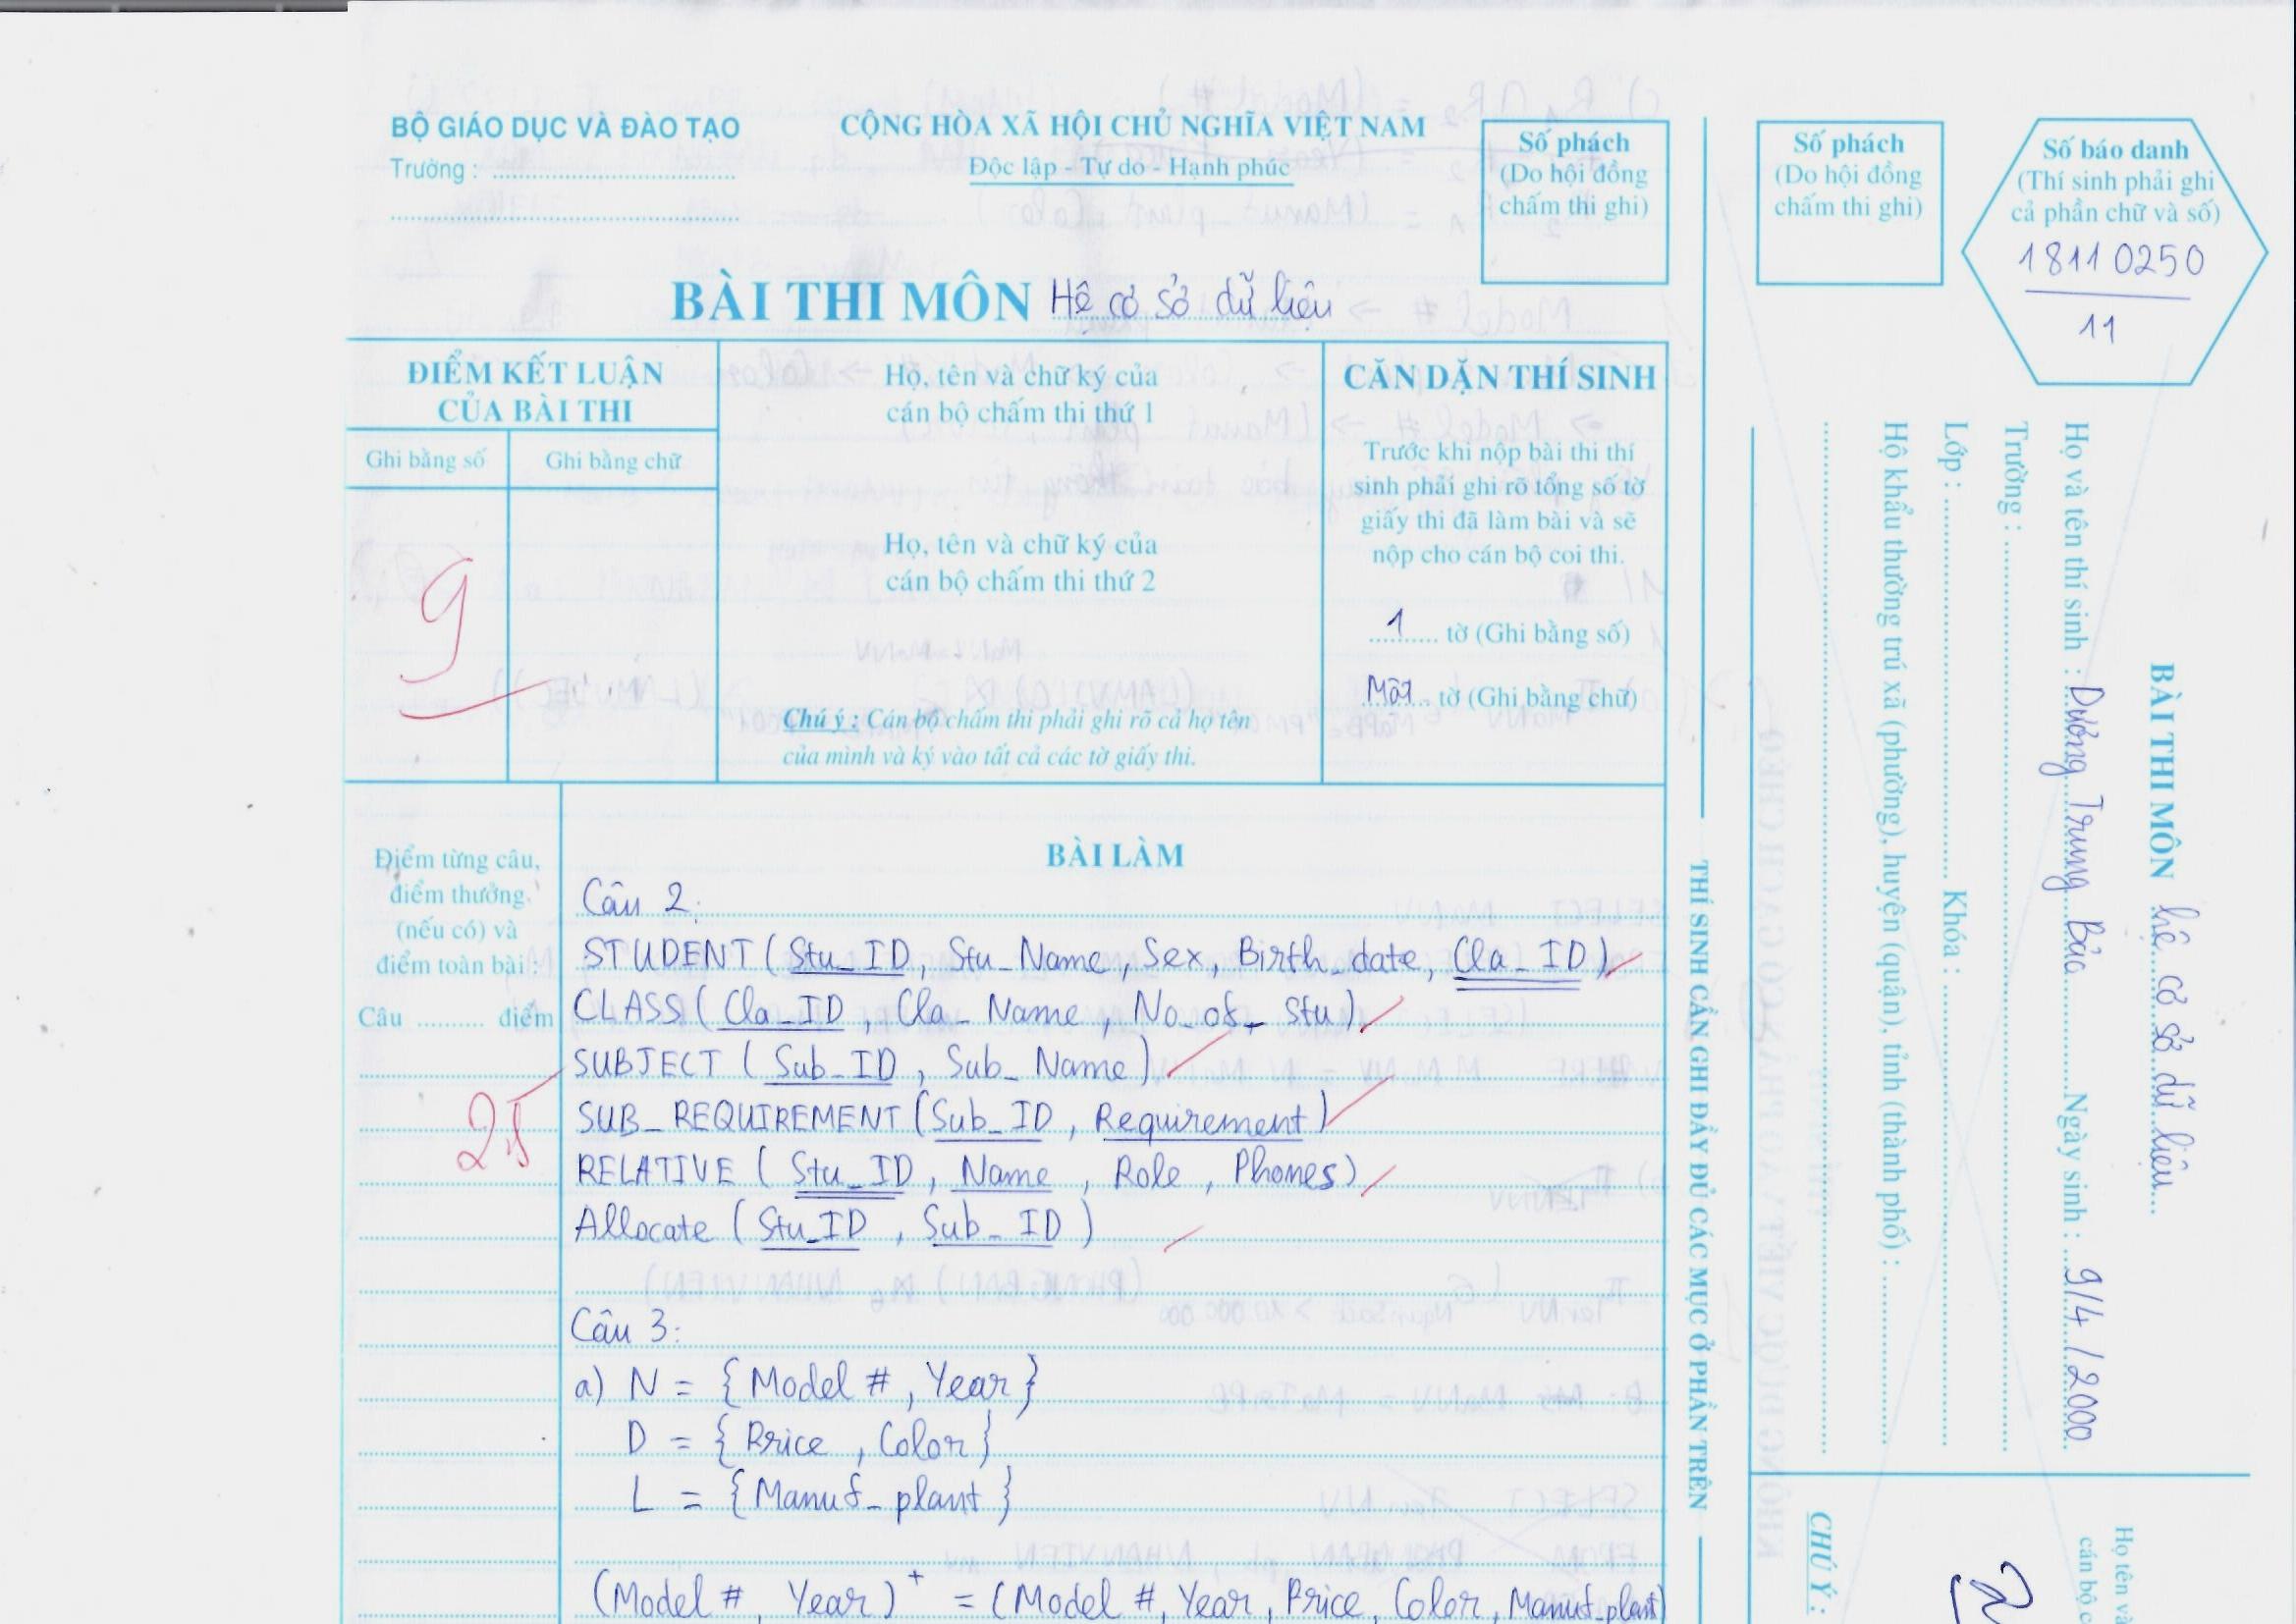 BỘ GIÁO DỤC VÀ ĐÀO TẠO
Trường :
CỘNG HÒA XÃ HỘI CHỦ NGHĨA VIỆT NAM
Độc lập - Tự do - Hạnh phúc
Số phách
(Do hội đồng
chấm thi ghi)
BÀI THI MÔN Hệ cơ sở dữ liệu
ĐIỂM KẾT LUẬN
CỦA BÀI THI
Ghi bằng số
Ghi bằng chữ
9
Họ, tên và chữ ký của
cán bộ chấm thi thứ 1
Họ, tên và chữ ký của
cán bộ chấm thi thứ 2
Chú ý : Cán bộ chấm thi phải ghi rõ cả họ tên
của mình và ký vào tất cả các tờ giấy thi.
CĂN DẶN THÍ SINH
Trước khi nộp bài thi thí
sinh phải ghi rõ tổng số tờ
giấy thi đã làm bài và sẽ
nộp cho cán bộ coi thi.
1 tờ (Ghi bằng số)
Một tờ (Ghi bằng chữ)
Điểm từng câu,
điểm thưởng
(nếu có) và
điểm toàn bài :
Câu .......... điểm
2,5
BÀI LÀM
Câu 2:
STUDENT (Stu_ID, Stu_Name, Sex, Birth_date, Cla_ID)
CLASS (Cla_ID, Cla_Name, No_of_stu)
SUBJECT (Sub_ID, Sub_Name)
SUB_REQUIREMENT (Sub_ID, Requirement)
RELATIVE (Stu_ID, Name, Role, Phones)
Allocate (Stu_ID, Sub_ID)
Câu 3:
a) N = {Model #, Year}
D = {Price, Color}
L = {Manuf_plant}
(Model #, Year)+ = (Model #, Year, Price, Color, Manuf_plant)
THÍ SINH CẦN GHI ĐẦY ĐỦ CÁC MỤC Ở PHẦN TRÊN
Số phách
(Do hội đồng
chấm thi ghi)
Số báo danh
(Thí sinh phải ghi
cả phần chữ và số)
18110250
11
BÀI THI MÔN hệ cơ sở dữ liệu
Họ và tên thí sinh : Dương Trung Bảo Ngày sinh : 9/4/2000
Trường :
Lớp : Khóa :
Hộ khẩu thường trú xã (phường), huyện (quận), tỉnh (thành phố) :
CHÚ Ý :
Họ tên và
cán bộ c